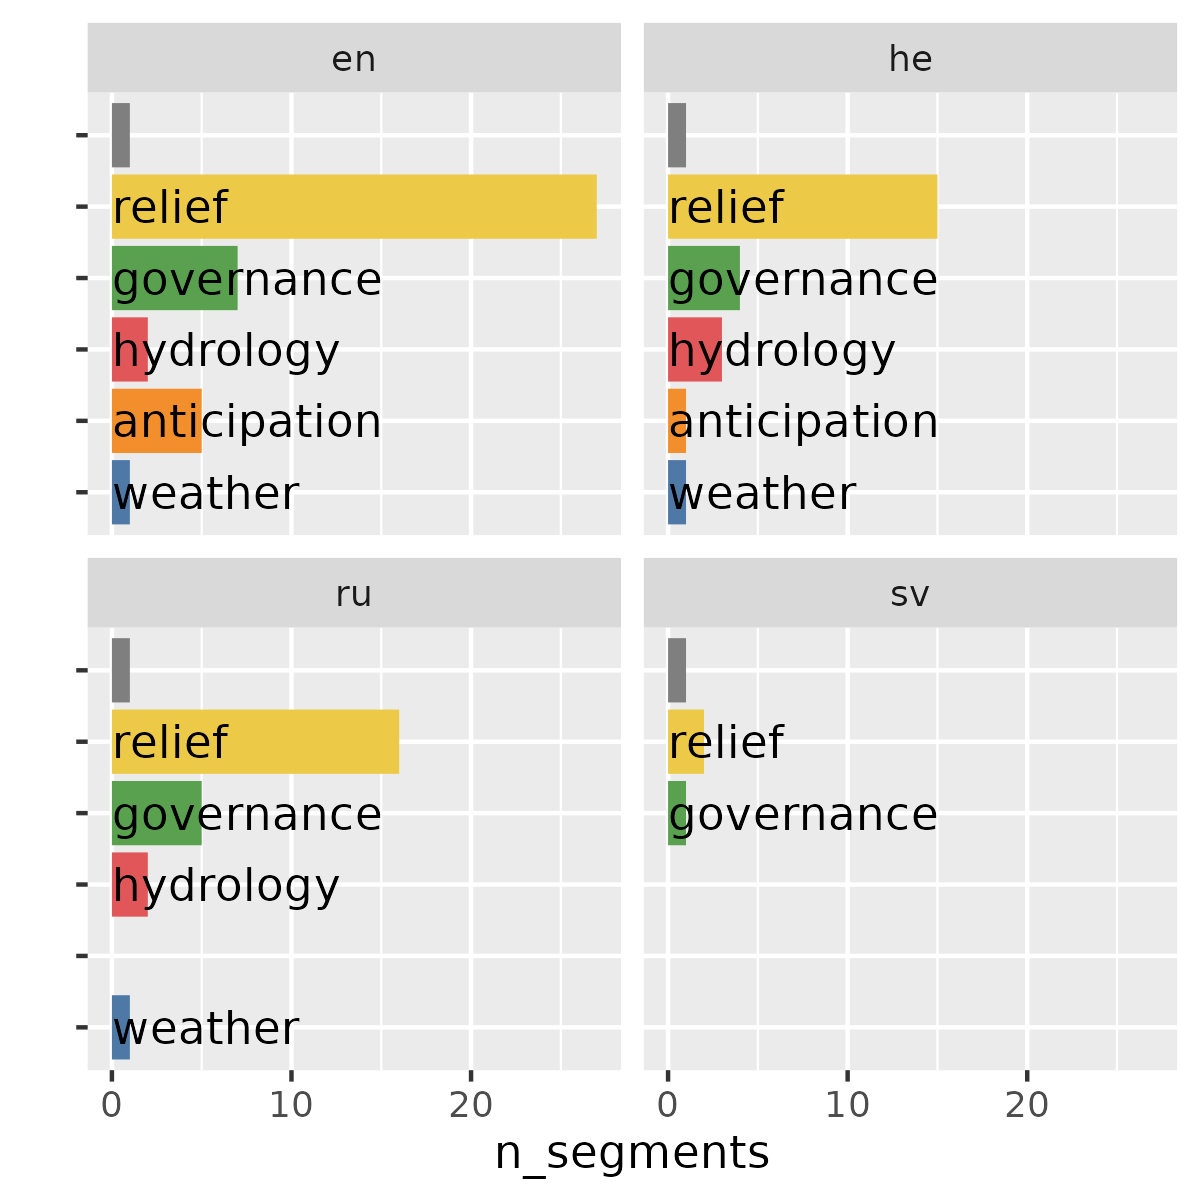 en
relief
governance
hydrology
anticipation
weather
he
relief
governance
hydrology
anticipation
weather
ru
relief
governance
hydrology
weather
sv
relief
governance
0 10 20
0 10 20
n_segments